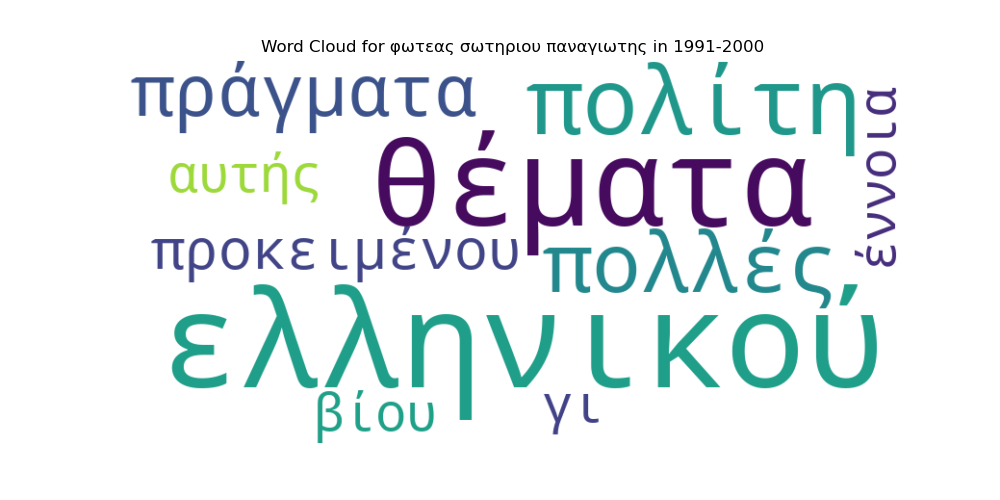 Word Cloud for φωτεας σωτηριου παναγιωτης in 1991-2000
πράγματα
πολίτη
έννοια
αυτής
θέματα
προκειμένου
πολλές
ελληνικού
βίου
γι